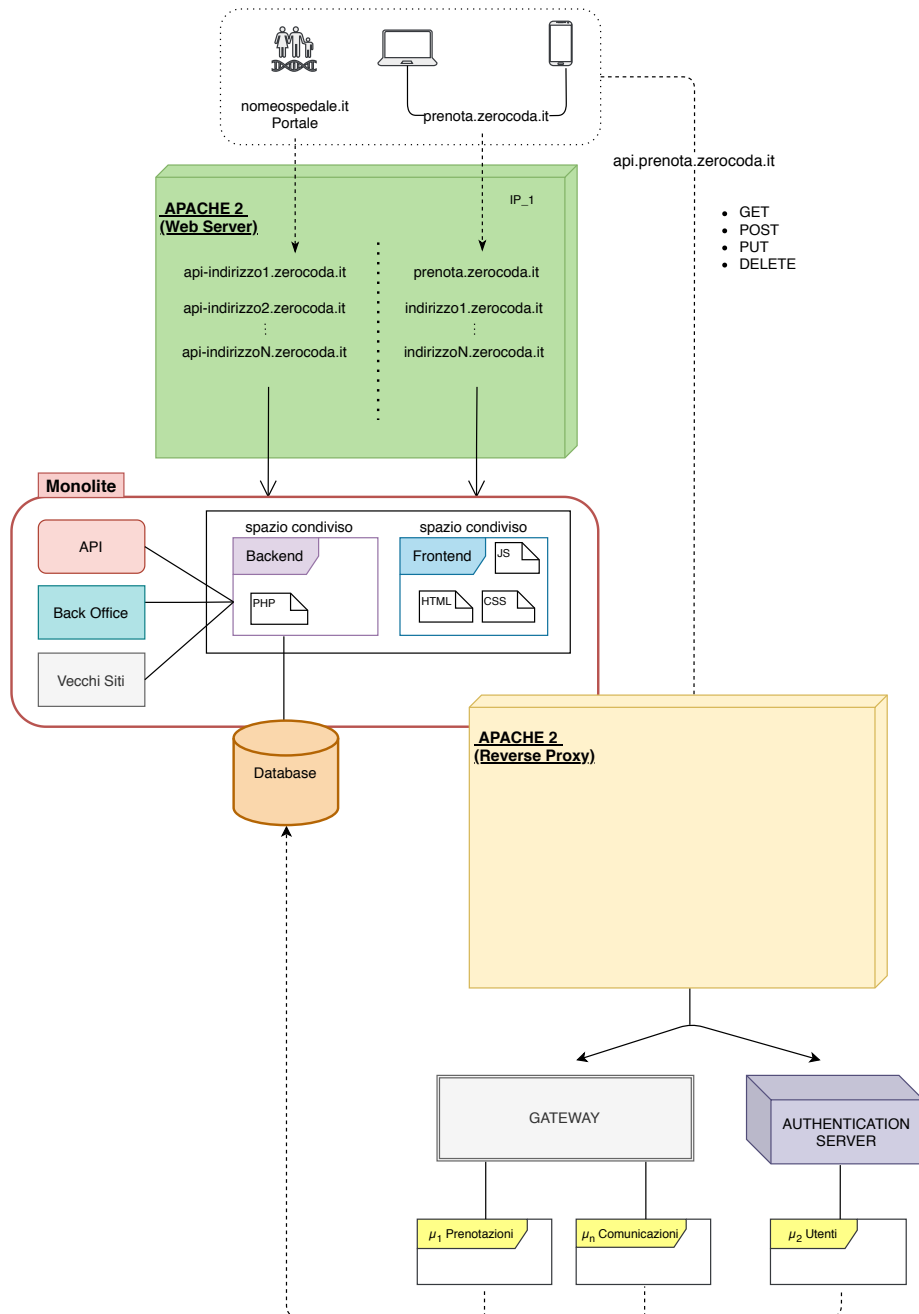 nomeospedale.it
Portale
prenota.zerocoda.it
api.prenota.zerocoda.it
• GET
• POST
• PUT
• DELETE
APACHE 2
(Web Server)
IP_1
api-indirizzo1.zerocoda.it
prenota.zerocoda.it
api-indirizzo2.zerocoda.it
indirizzo1.zerocoda.it
api-indirizzoN.zerocoda.it
indirizzoN.zerocoda.it
Monolite
API
Back Office
Vecchi Siti
spazio condiviso
Backend
PHP
spazio condiviso
Frontend
JS
HTML
CSS
Database
APACHE 2
(Reverse Proxy)
GATEWAY
AUTHENTICATION
SERVER
μ1 Prenotazioni
μn Comunicazioni
μ2 Utenti